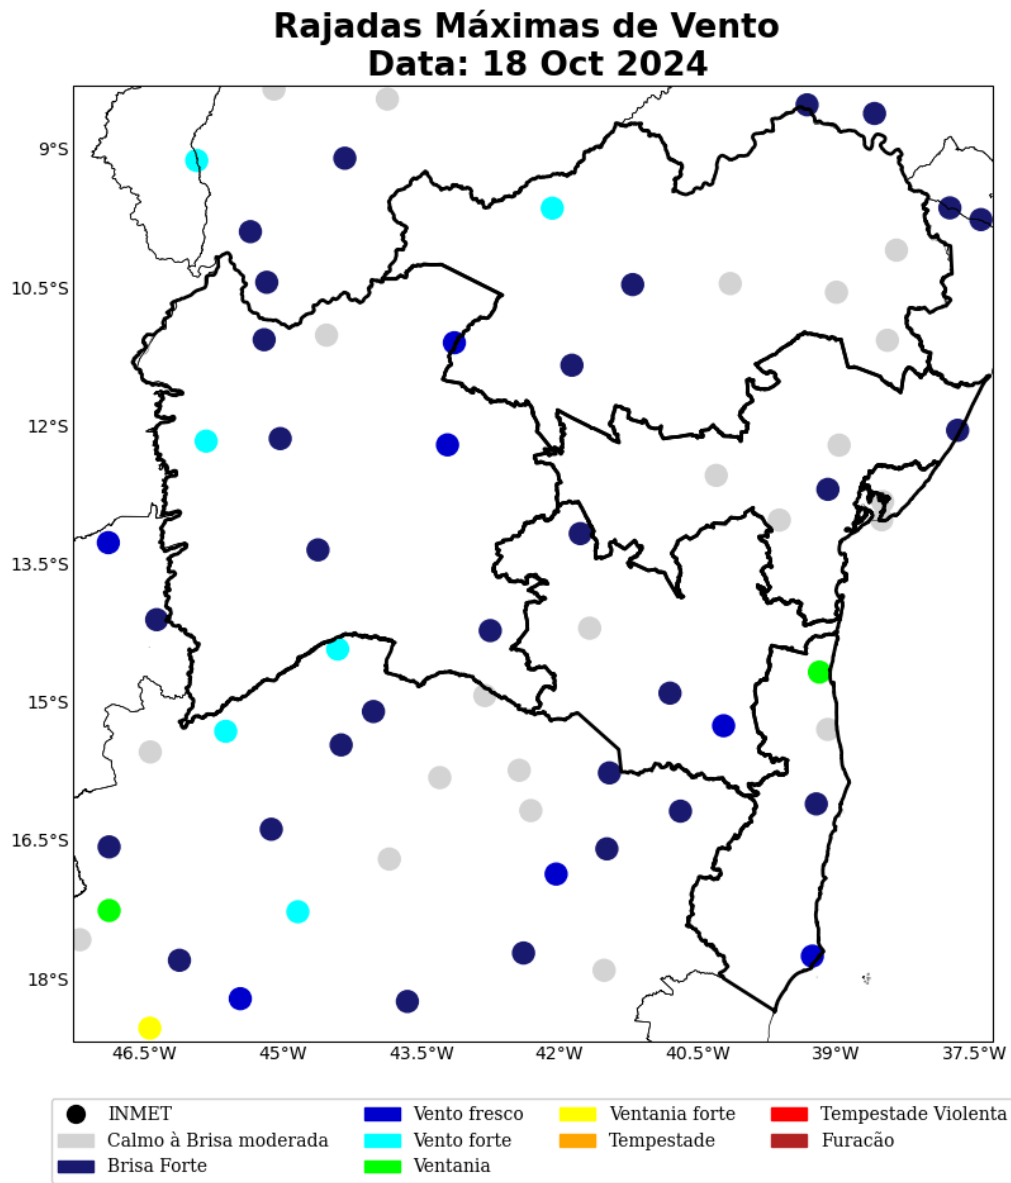 Rajadas Máximas de Vento
Data: 18 Oct 2024
9°S
10.5°S
12°S
13.5°S
15°S
16.5°S
18°S
46.5°W 45°W 43.5°W 42°W 40.5°W 39°W 37.5°W
INMET Vento fresco Ventania forte Tempestade Violenta
Calmo à Brisa moderada Vento forte Tempestade Furacão
Brisa Forte Ventania